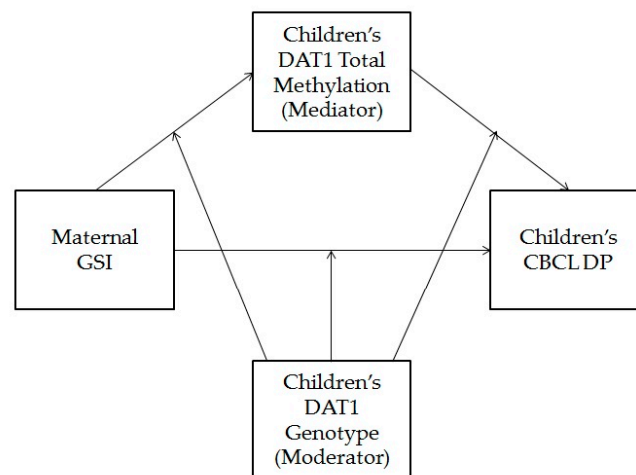 Children’s
DAT1 Total
Methylation
(Mediator)
Maternal
GSI
Children’s
CBCL DP
Children’s
DAT1
Genotype
(Moderator)